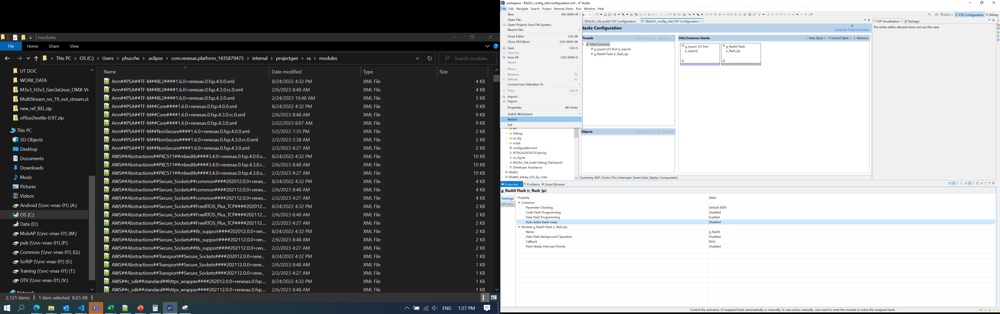 modules
File Home Share View
This PC > OS (C:) > Users > phucche > .eclipse > com.renesas.platform_1435879475 > internal > projectgen > ra > modules
Search modules
UT DOC
WORK_DATA
M3v3_H3v3_Gen3eLinux_OMX-Vi
MultiStream_no_19_out_stream.zi
new_ref_REL.zip
office2textile-0.97.zip
This PC
3D Objects
Desktop
Documents
Downloads
Music
Pictures
Videos
Android (\\rvc-vnas-01) (A:)
OS (C:)
Data (D:)
MobAP (\\rvc-vnas-01) (M:)
pub (\\rvc-vnas-01) (P:)
Common (\\rvc-vnas-01) (Q:)
SoftIP (\\rvc-vnas-01) (S:)
Training (\\rvc-vnas-01) (T:)
DTV (\\rvc-vnas-01) (V:)
Network
Name Date modified Type Size
Arm##PSA##TF-M##BL2####1.6.0+renesas.0.fsp.4.0.0.xml 8/24/2022 4:32 PM XML File 4 KB
Arm##PSA##TF-M##BL2####1.6.0+renesas.0.fsp.4.3.0.rc.0.xml 2/6/2023 8:48 AM XML File 4 KB
Arm##PSA##TF-M##BL2####1.6.0+renesas.0.fsp.4.3.0.xml 2/24/2023 10:48 AM XML File 5 KB
Arm##PSA##TF-M##Core####1.6.0+renesas.0.fsp.4.0.0.xml 8/24/2022 4:32 PM XML File 9 KB
Arm##PSA##TF-M##Core####1.6.0+renesas.0.fsp.4.3.0.rc.0.xml 2/6/2023 8:48 AM XML File 9 KB
Arm##PSA##TF-M##Core####1.6.0+renesas.0.fsp.4.3.0.xml 2/22/2023 8:07 AM XML File 9 KB
Arm##PSA##TF-M##NonSecure####1.6.0+renesas.0.fsp.4.0.0.xml 5/2/2022 7:35 PM XML File 2 KB
Arm##PSA##TF-M##NonSecure####1.6.0+renesas.0.fsp.4.3.0.rc.0.xml 2/2/2023 2:38 AM XML File 2 KB
Arm##PSA##TF-M##NonSecure####1.6.0+renesas.0.fsp.4.3.0.xml 2/2/2023 4:27 AM XML File 2 KB
AWS##Abstractions##PKCS11##mbedtls####3.4.0+renesas.0.fsp.4.0.0.x... 8/24/2022 4:32 PM XML File 10 KB
AWS##Abstractions##PKCS11##mbedtls####3.4.0+renesas.0.fsp.4.3.0.r... 2/6/2023 8:48 AM XML File 10 KB
AWS##Abstractions##PKCS11##mbedtls####3.4.0+renesas.0.fsp.4.3.0.x... 2/2/2023 4:27 AM XML File 10 KB
AWS##Abstractions##Secure_Sockets##common####202012.0.0+renes... 8/24/2022 4:32 PM XML File 4 KB
AWS##Abstractions##Secure_Sockets##common####202112.0.0+renes... 2/6/2023 8:48 AM XML File 4 KB
AWS##Abstractions##Secure_Sockets##common####202112.0.0+renes... 2/2/2023 4:27 AM XML File 4 KB
AWS##Abstractions##Secure_Sockets##FreeRTOS_Plus_TCP####202012.... 8/24/2022 4:32 PM XML File 2 KB
AWS##Abstractions##Secure_Sockets##FreeRTOS_Plus_TCP####202112.... 2/6/2023 8:48 AM XML File 2 KB
AWS##Abstractions##Secure_Sockets##FreeRTOS_Plus_TCP####202112.... 2/2/2023 4:27 AM XML File 2 KB
AWS##Abstractions##Secure_Sockets##tls_support####202012.0.0+ren... 8/24/2022 4:32 PM XML File 2 KB
AWS##Abstractions##Secure_Sockets##tls_support####202112.0.0+ren... 2/6/2023 8:48 AM XML File 2 KB
AWS##Abstractions##Secure_Sockets##tls_support####202112.0.0+ren... 2/2/2023 4:27 AM XML File 2 KB
AWS##Abstractions##Transport##Secure_Sockets####202012.0.0+rene... 8/24/2022 4:32 PM XML File 1 KB
AWS##Abstractions##Transport##Secure_Sockets####202112.0.0+rene... 2/6/2023 8:48 AM XML File 1 KB
AWS##Abstractions##Transport##Secure_Sockets####202112.0.0+rene... 2/2/2023 4:27 AM XML File 1 KB
AWS##c_sdk##standard##https_wrapper####202012.0.0+renesas.0.fsp.... 8/24/2022 4:32 PM XML File 1 KB
AWS##c_sdk##standard##https_wrapper####202112.0.0+renesas.0.fsp.... 2/6/2023 8:48 AM XML File 1 KB
2,121 items 1 item selected 8.65 KB
ENG 1:27 PM
workspace - RA2A1_config_chk/configuration.xml - e² studio
File Edit Navigate Search Project Renesas Views Run Window Help
New Alt+Shift+N >
Open File...
Open Projects from File System...
Recent Files >
Close Editor Ctrl+W
Close All Editors Ctrl+Shift+W
Save Ctrl+S
Save As...
Save All Ctrl+Shift+S
Revert
Move...
Rename... F2
Refresh F5
Convert Line Delimiters To >
Print... Ctrl+P
Import...
Export...
Properties Alt+Enter
Switch Workspace >
Restart
Exit
C/C++ FSP Configuration Debug
*[RA2A2_chk_build] FSP Configuration *[RA2A1_config_chk] FSP Configuration
tacks Configuration
Generate Project Content
Threads New Thread Remove
HAL/Common
g_ioport I/O Port (r_ioport)
g_flash0 Flash (r_flash_lp)
HAL/Common Stacks New Stack > Extend Stack > Remove
g_ioport I/O Port
(r_ioport)
g_flash0 Flash
(r_flash_lp)
Objects New Object > Remove
FSP Visualization Package
The active editor element does not use this view
src
Debug
ra_cfg
script
configuration.xml
R7FA2A2AD3CFP.pincfg
ra_cfg.txt
RA2A2_chk_build Debug_Flat.launch
Developer Assistance
RA4E2
RA4M3_blinky_LED_by_cnter
Summary BSP Clocks Pins Interrupts Event Links Stacks Components
Properties Problems Smart Browser
g_flash0 Flash (r_flash_lp)
Settings
API Info
Property Value
Common
Parameter Checking Default (BSP)
Code Flash Programming Disabled
Data Flash Programming Enabled
Auto active bank-swap Disabled
Module g_flash0 Flash (r_flash_lp)
Name g_flash0
Data Flash Background Operation Disabled
Callback NULL
Flash Ready Interrupt Priority Disabled
Control the activation of swapped bank automatically or manually. In case active manually, user need to reset the module to active the swapped bank.